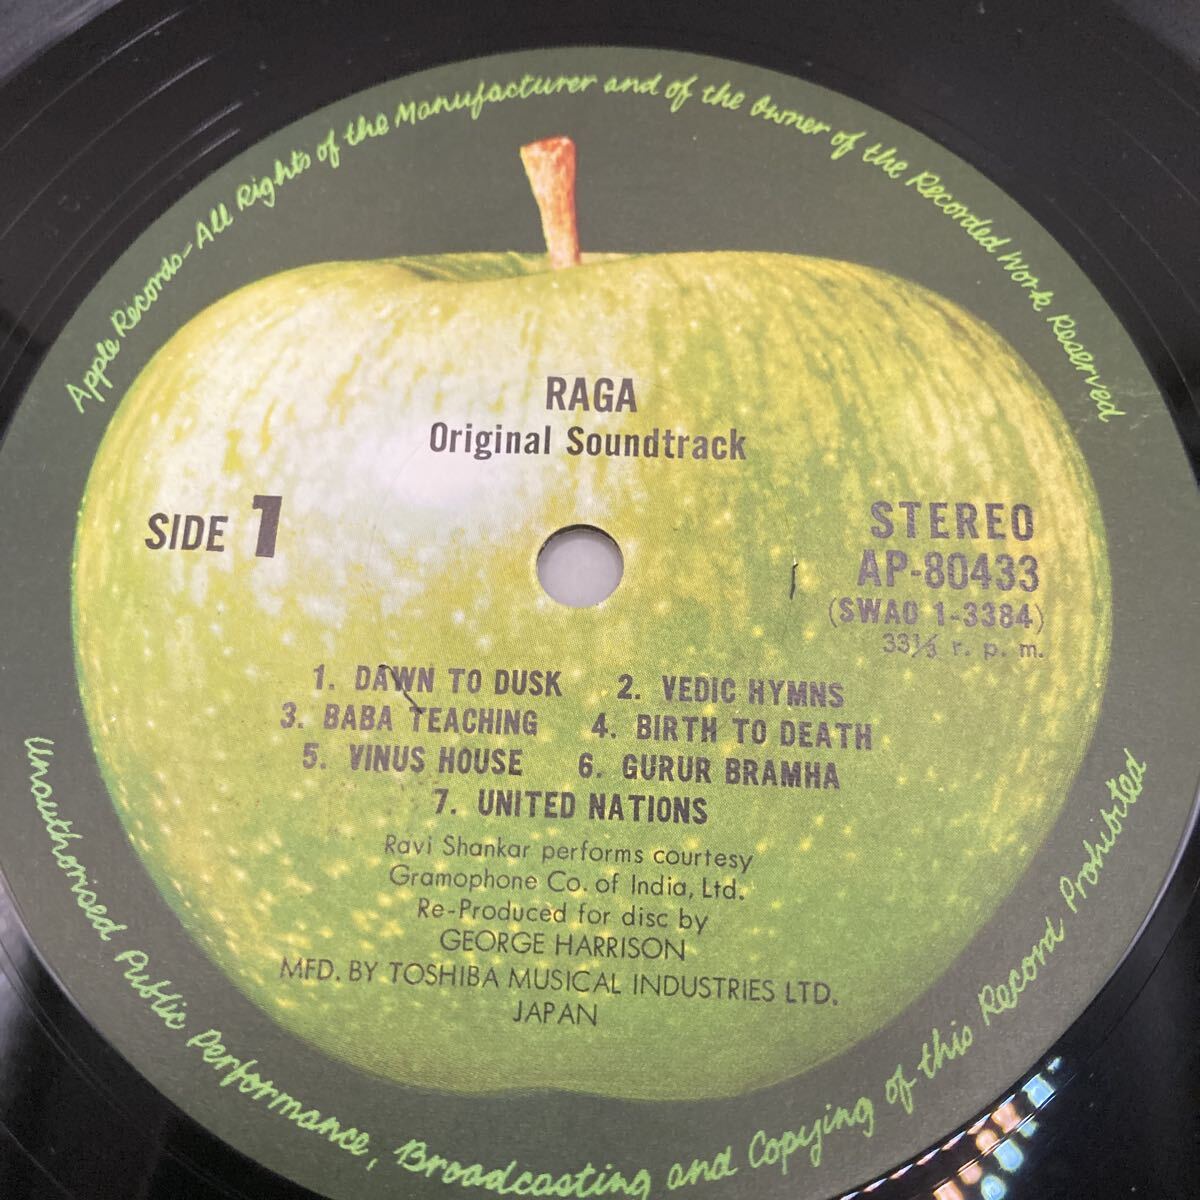 Apple Records-All Rights of the Manufacturer and of the Owner of the Recorded Work Reserved
RAGA
Original Soundtrack
SIDE 1
STEREO
AP-80433
(SWAO 1-3384)
33⅓ r. p. m.
1. DAWN TO DUSK 2. VEDIC HYMNS
3. BABA TEACHING 4. BIRTH TO DEATH
5. VINUS HOUSE 6. GURUR BRAMHA
7. UNITED NATIONS
Ravi Shankar performs courtesy
Gramophone Co. of India, Ltd.
Re-Produced for disc by
GEORGE HARRISON
MFD. BY TOSHIBA MUSICAL INDUSTRIES LTD.
JAPAN
Unauthorised Public Performance, Broadcasting and Copying of this Record Prohibited